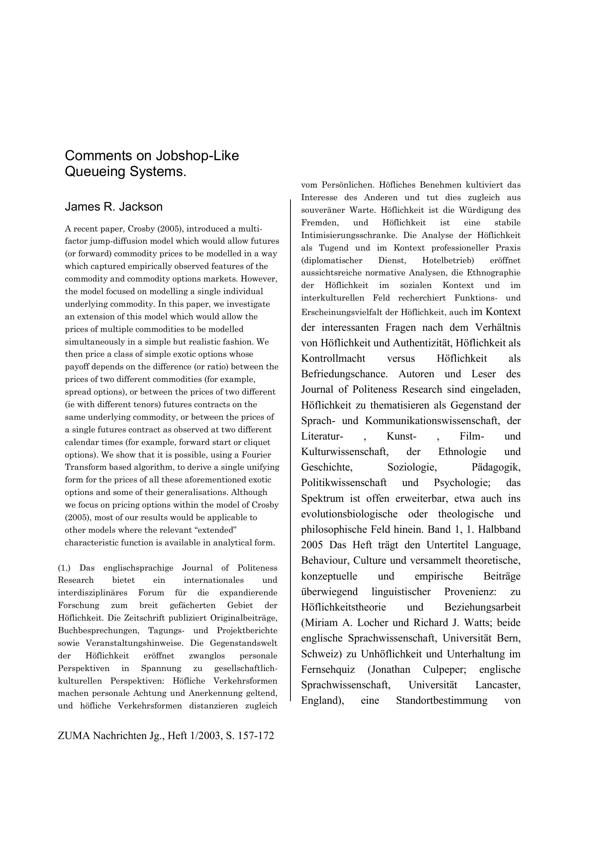 Comments on Jobshop-Like
Queueing Systems.
James R. Jackson
A recent paper, Crosby (2005), introduced a multi-
factor jump-diffusion model which would allow futures
(or forward) commodity prices to be modelled in a way
which captured empirically observed features of the
commodity and commodity options markets. However,
the model focused on modelling a single individual
underlying commodity. In this paper, we investigate
an extension of this model which would allow the
prices of multiple commodities to be modelled
simultaneously in a simple but realistic fashion. We
then price a class of simple exotic options whose
payoff depends on the difference (or ratio) between the
prices of two different commodities (for example,
spread options), or between the prices of two different
(ie with different tenors) futures contracts on the
same underlying commodity, or between the prices of
a single futures contract as observed at two different
calendar times (for example, forward start or cliquet
options). We show that it is possible, using a Fourier
Transform based algorithm, to derive a single unifying
form for the prices of all these aforementioned exotic
options and some of their generalisations. Although
we focus on pricing options within the model of Crosby
(2005), most of our results would be applicable to
other models where the relevant “extended”
characteristic function is available in analytical form.
(1.) Das englischsprachige Journal of Politeness
Research bietet ein internationales und
interdisziplinäres Forum für die expandierende
Forschung zum breit gefächerten Gebiet der
Höflichkeit. Die Zeitschrift publiziert Originalbeiträge,
Buchbesprechungen, Tagungs- und Projektberichte
sowie Veranstaltungshinweise. Die Gegenstandswelt
der Höflichkeit eröffnet zwanglos personale
Perspektiven in Spannung zu gesellschaftlich-
kulturellen Perspektiven: Höfliche Verkehrsformen
machen personale Achtung und Anerkennung geltend,
und höfliche Verkehrsformen distanzieren zugleich
vom Persönlichen. Höfliches Benehmen kultiviert das
Interesse des Anderen und tut dies zugleich aus
souveräner Warte. Höflichkeit ist die Würdigung des
Fremden, und Höflichkeit ist eine stabile
Intimisierungsschranke. Die Analyse der Höflichkeit
als Tugend und im Kontext professioneller Praxis
(diplomatischer Dienst, Hotelbetrieb) eröffnet
aussichtsreiche normative Analysen, die Ethnographie
der Höflichkeit im sozialen Kontext und im
interkulturellen Feld recherchiert Funktions- und
Erscheinungsvielfalt der Höflichkeit, auch im Kontext
der interessanten Fragen nach dem Verhältnis
von Höflichkeit und Authentizität, Höflichkeit als
Kontrollmacht versus Höflichkeit als
Befriedungschance. Autoren und Leser des
Journal of Politeness Research sind eingeladen,
Höflichkeit zu thematisieren als Gegenstand der
Sprach- und Kommunikationswissenschaft, der
Literatur- , Kunst- , Film- und
Kulturwissenschaft, der Ethnologie und
Geschichte, Soziologie, Pädagogik,
Politikwissenschaft und Psychologie; das
Spektrum ist offen erweiterbar, etwa auch ins
evolutionsbiologische oder theologische und
philosophische Feld hinein. Band 1, 1. Halbband
2005 Das Heft trägt den Untertitel Language,
Behaviour, Culture und versammelt theoretische,
konzeptuelle und empirische Beiträge
überwiegend linguistischer Provenienz: zu
Höflichkeitstheorie und Beziehungsarbeit
(Miriam A. Locher und Richard J. Watts; beide
englische Sprachwissenschaft, Universität Bern,
Schweiz) zu Unhöflichkeit und Unterhaltung im
Fernsehquiz (Jonathan Culpeper; englische
Sprachwissenschaft, Universität Lancaster,
England), eine Standortbestimmung von
ZUMA Nachrichten Jg., Heft 1/2003, S. 157-172